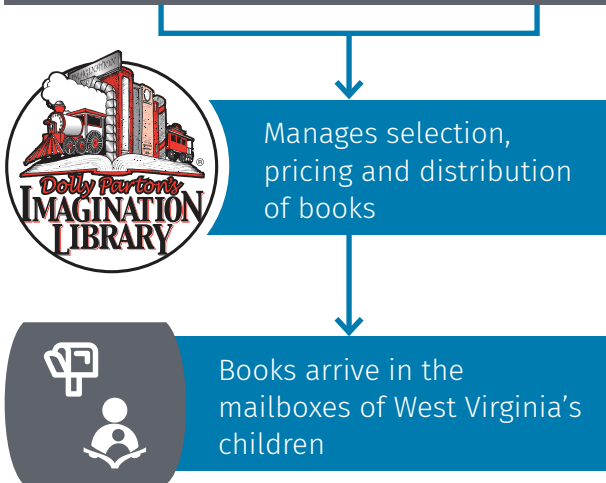 IMAGINATION
Manages selection,
pricing and distribution
of books
®
Dolly Parton's
IMAGINATION
LIBRARY
Books arrive in the
mailboxes of West Virginia's
children